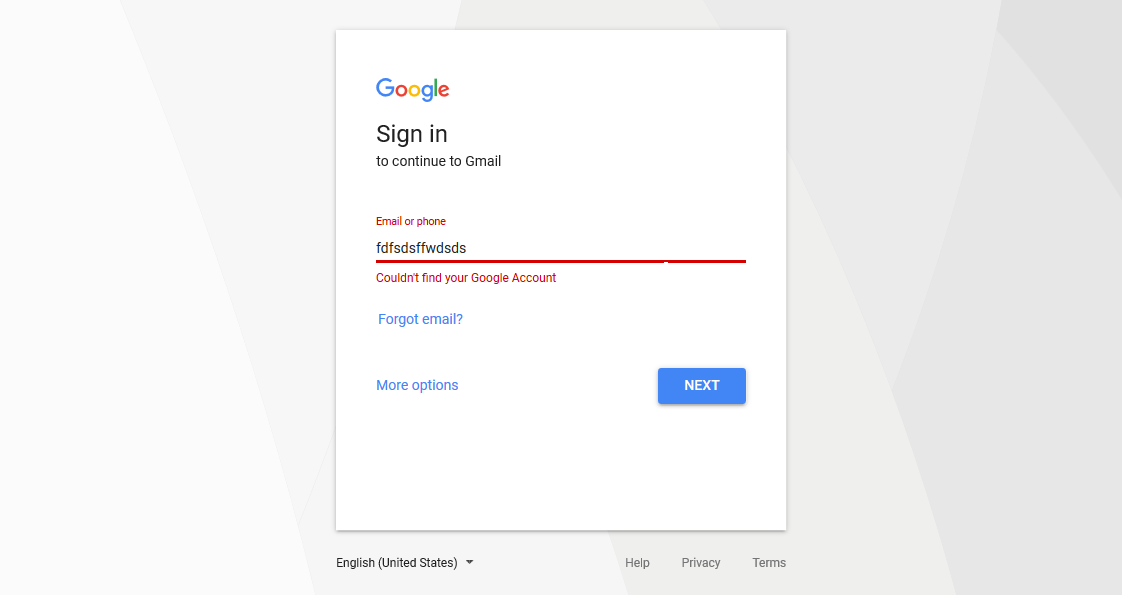 Google
Sign in
to continue to Gmail
Email or phone
fdfsdsffwdsds
Couldn't find your Google Account
Forgot email?
More options NEXT
English (United States) Help Privacy Terms